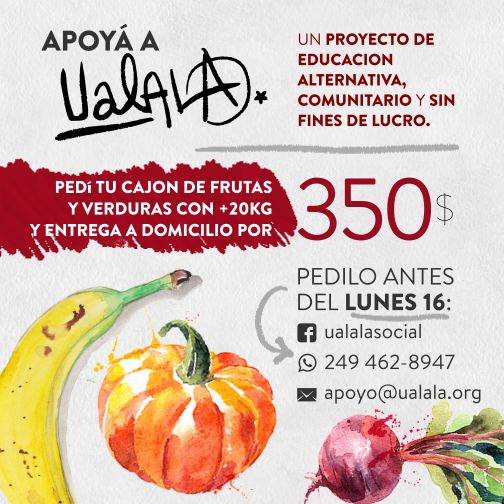 APOYÁ A
UalALA.
UN PROYECTO DE
EDUCACION
ALTERNATIVA,
COMUNITARIO Y SIN
FINES DE LUCRO.
PEDí TU CAJON DE FRUTAS
Y VERDURAS CON +20KG
Y ENTREGA A DOMICILIO POR
350$
PEDILO ANTES
DEL LUNES 16:
ualalasocial
249 462-8947
apoyo@ualala.org